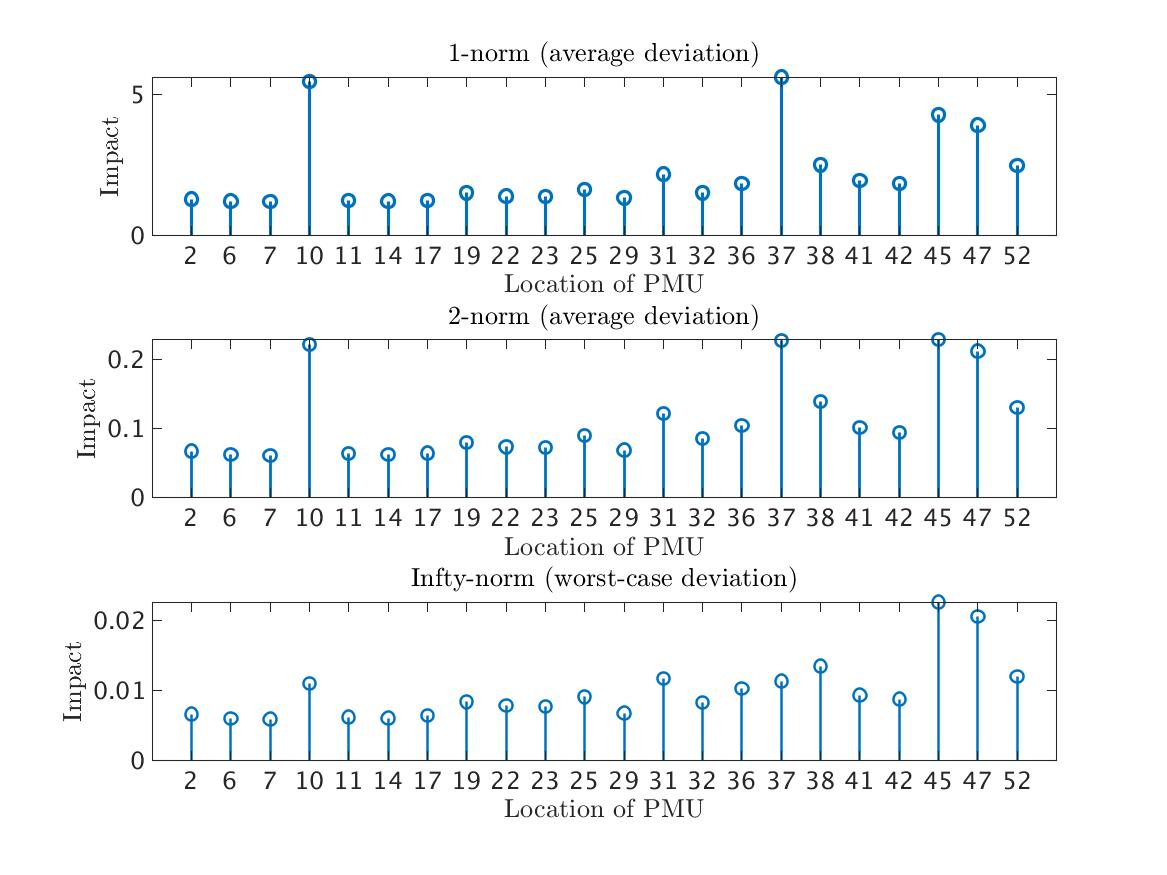 1-norm (average deviation)
5
0
Impact
2 6 7 10 11 14 17 19 22 23 25 29 31 32 36 37 38 41 42 45 47 52
Location of PMU
2-norm (average deviation)
0.2
0.1
0
Impact
2 6 7 10 11 14 17 19 22 23 25 29 31 32 36 37 38 41 42 45 47 52
Location of PMU
Infty-norm (worst-case deviation)
0.02
0.01
0
Impact
2 6 7 10 11 14 17 19 22 23 25 29 31 32 36 37 38 41 42 45 47 52
Location of PMU